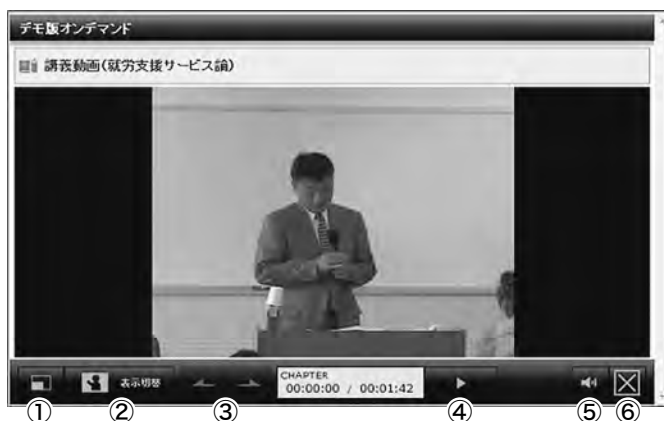 デモ版オンデマンド
講義動画(就労支援サービス論)
表示切替
CHAPTER
00:00:00 / 00:01:42
① ② ③ ④ ⑤ ⑥